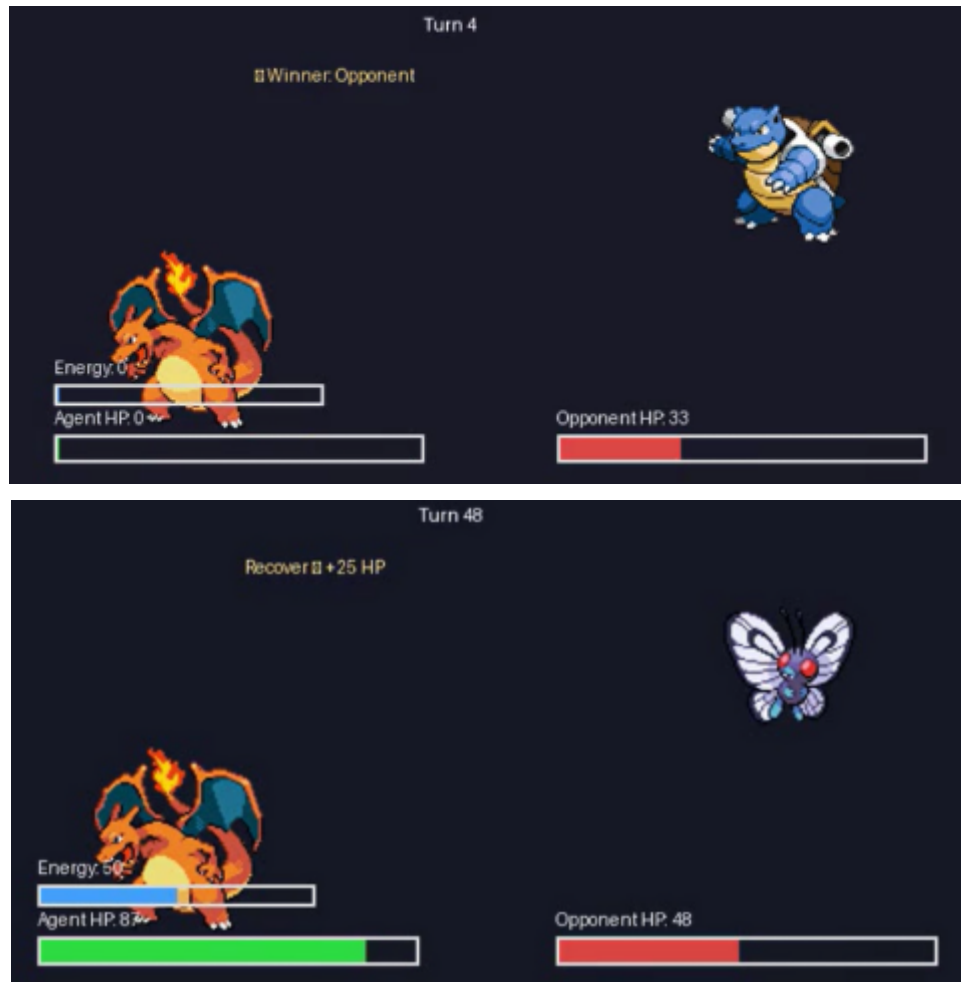 Turn 4
Winner: Opponent
Energy: 0
Agent HP: 0
Opponent HP: 33
Turn 48
Recover +25 HP
Energy: 50
Agent HP: 87
Opponent HP: 48